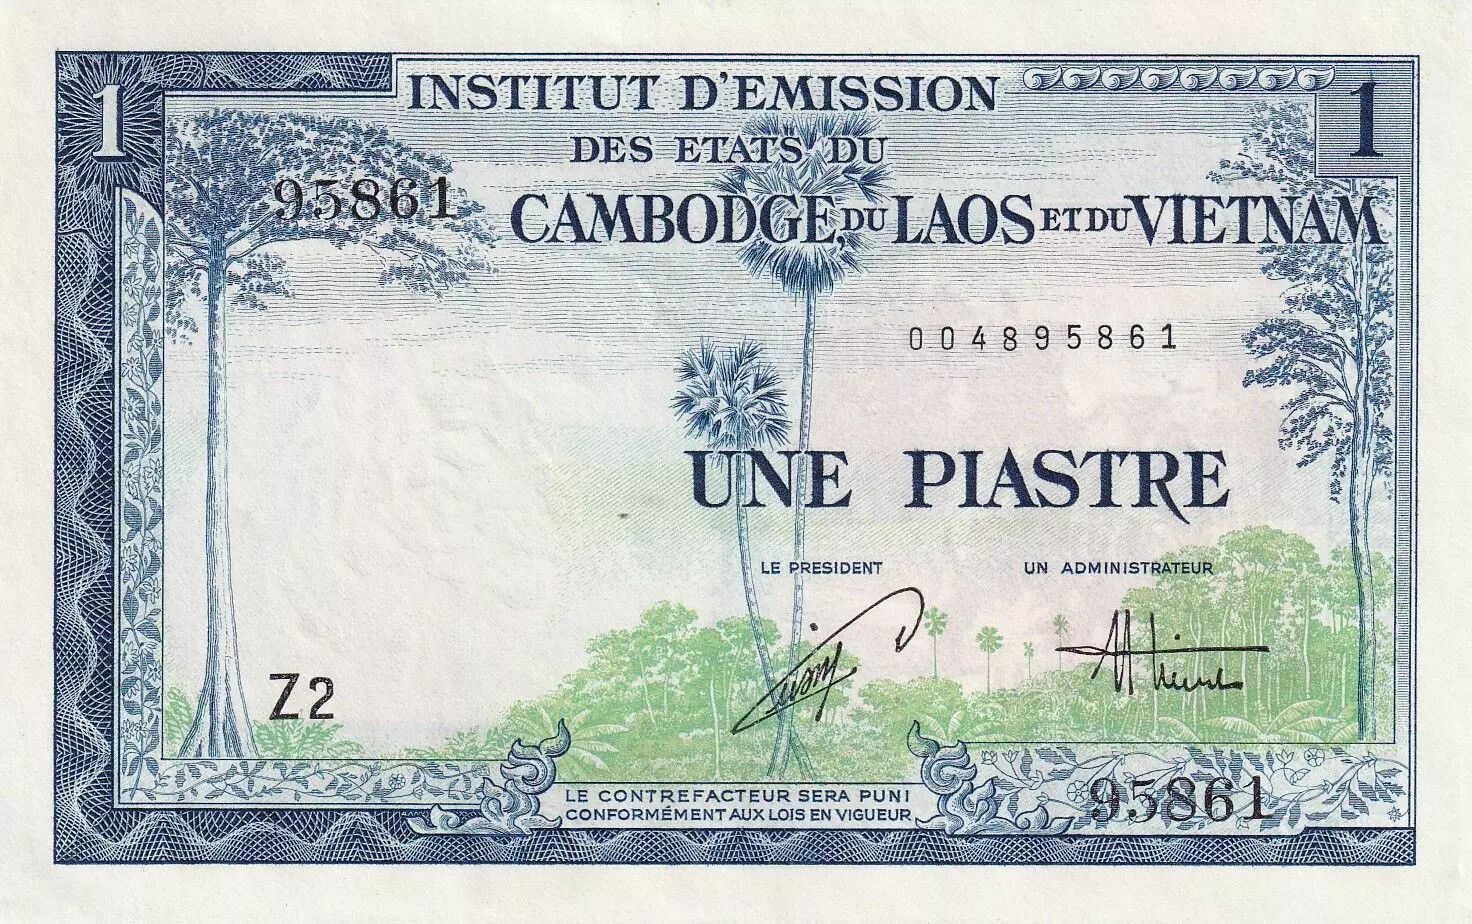 1
INSTITUT D'EMISSION
1
DES ETATS DU
95861
CAMBODGE, DU LAOS ET DU VIETNAM
004895861
UNE PIASTRE
LE PRESIDENT
UN ADMINISTRATEUR
Z2
LE CONTREFACTEUR SERA PUNI
CONFORMÉMENT AUX LOIS EN VIGUEUR
95861